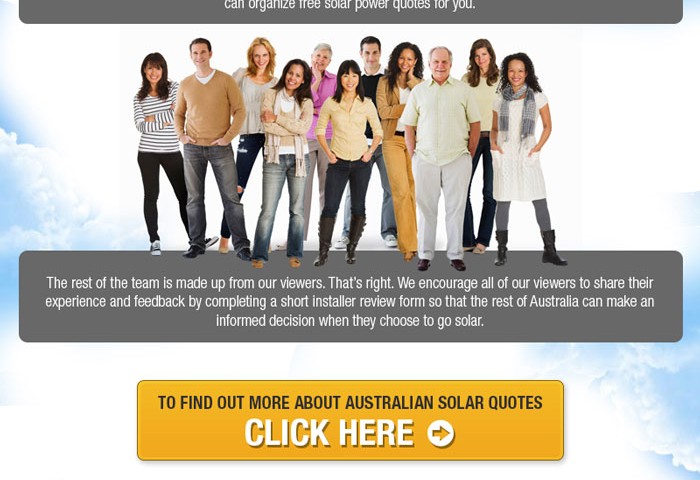 can organize free solar power quotes for you.
The rest of the team is made up from our viewers. That's right. We encourage all of our viewers to share their
experience and feedback by completing a short installer review form so that the rest of Australia can make an
informed decision when they choose to go solar.
TO FIND OUT MORE ABOUT AUSTRALIAN SOLAR QUOTES
CLICK HERE